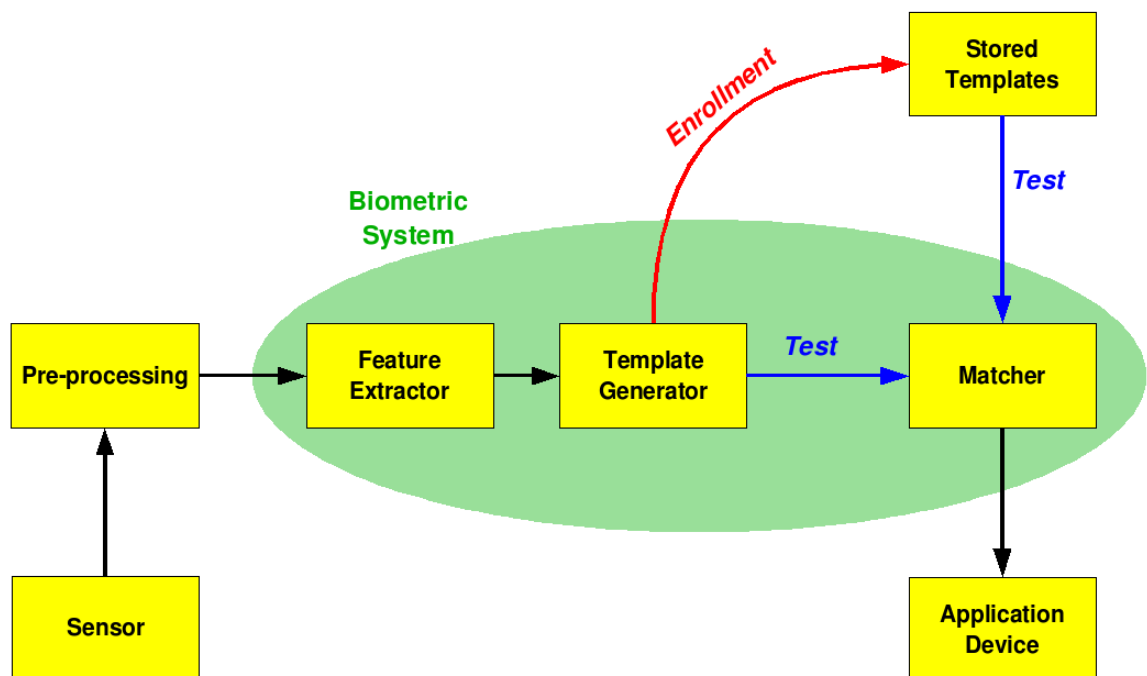 Stored
Templates
Enrollment
Test
Biometric
System
Pre-processing
Feature
Extractor
Template
Generator
Test
Matcher
Sensor
Application
Device